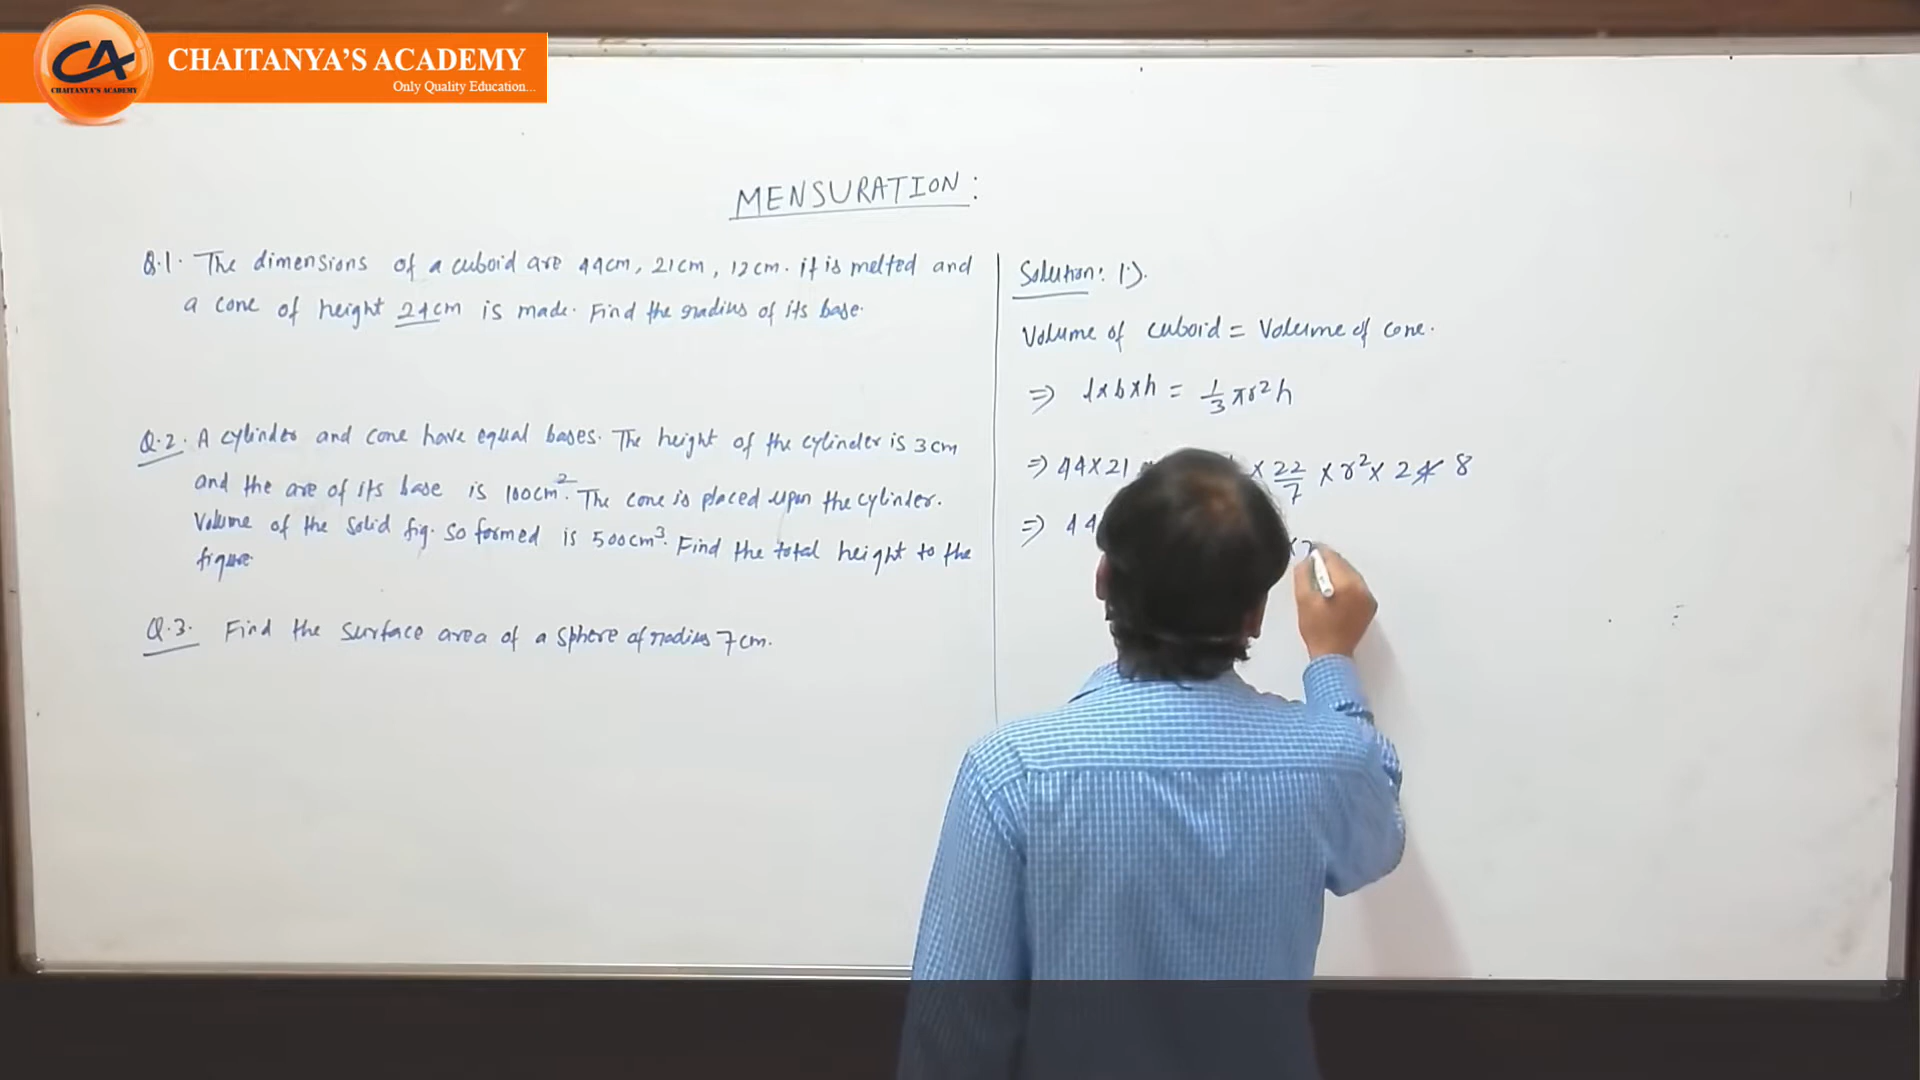 CA
CHAITANYA'S ACADEMY
CHAITANYA'S ACADEMY
Only Quality Education...
MENSURATION:
Q.1. The dimensions of a cuboid are 44cm, 21cm, 12cm. it is melted and
a cone of height 24cm is made. Find the radius of its base.
Q.2. A cylinder and cone have equal bases. The height of the cylinder is 3cm
and the are of its base is 100cm². The cone is placed upon the cylinder.
Volume of the solid fig. so formed is 500cm³. Find the total height to the
figure
Q.3. Find the surface area of a sphere of radius 7cm.
Solution: 1).
Volume of cuboid = Volume of cone.
⇒ l×b×h = 1/3 πr²h
⇒ 44×21 × 22/7 × r² × 24 8
⇒ 44